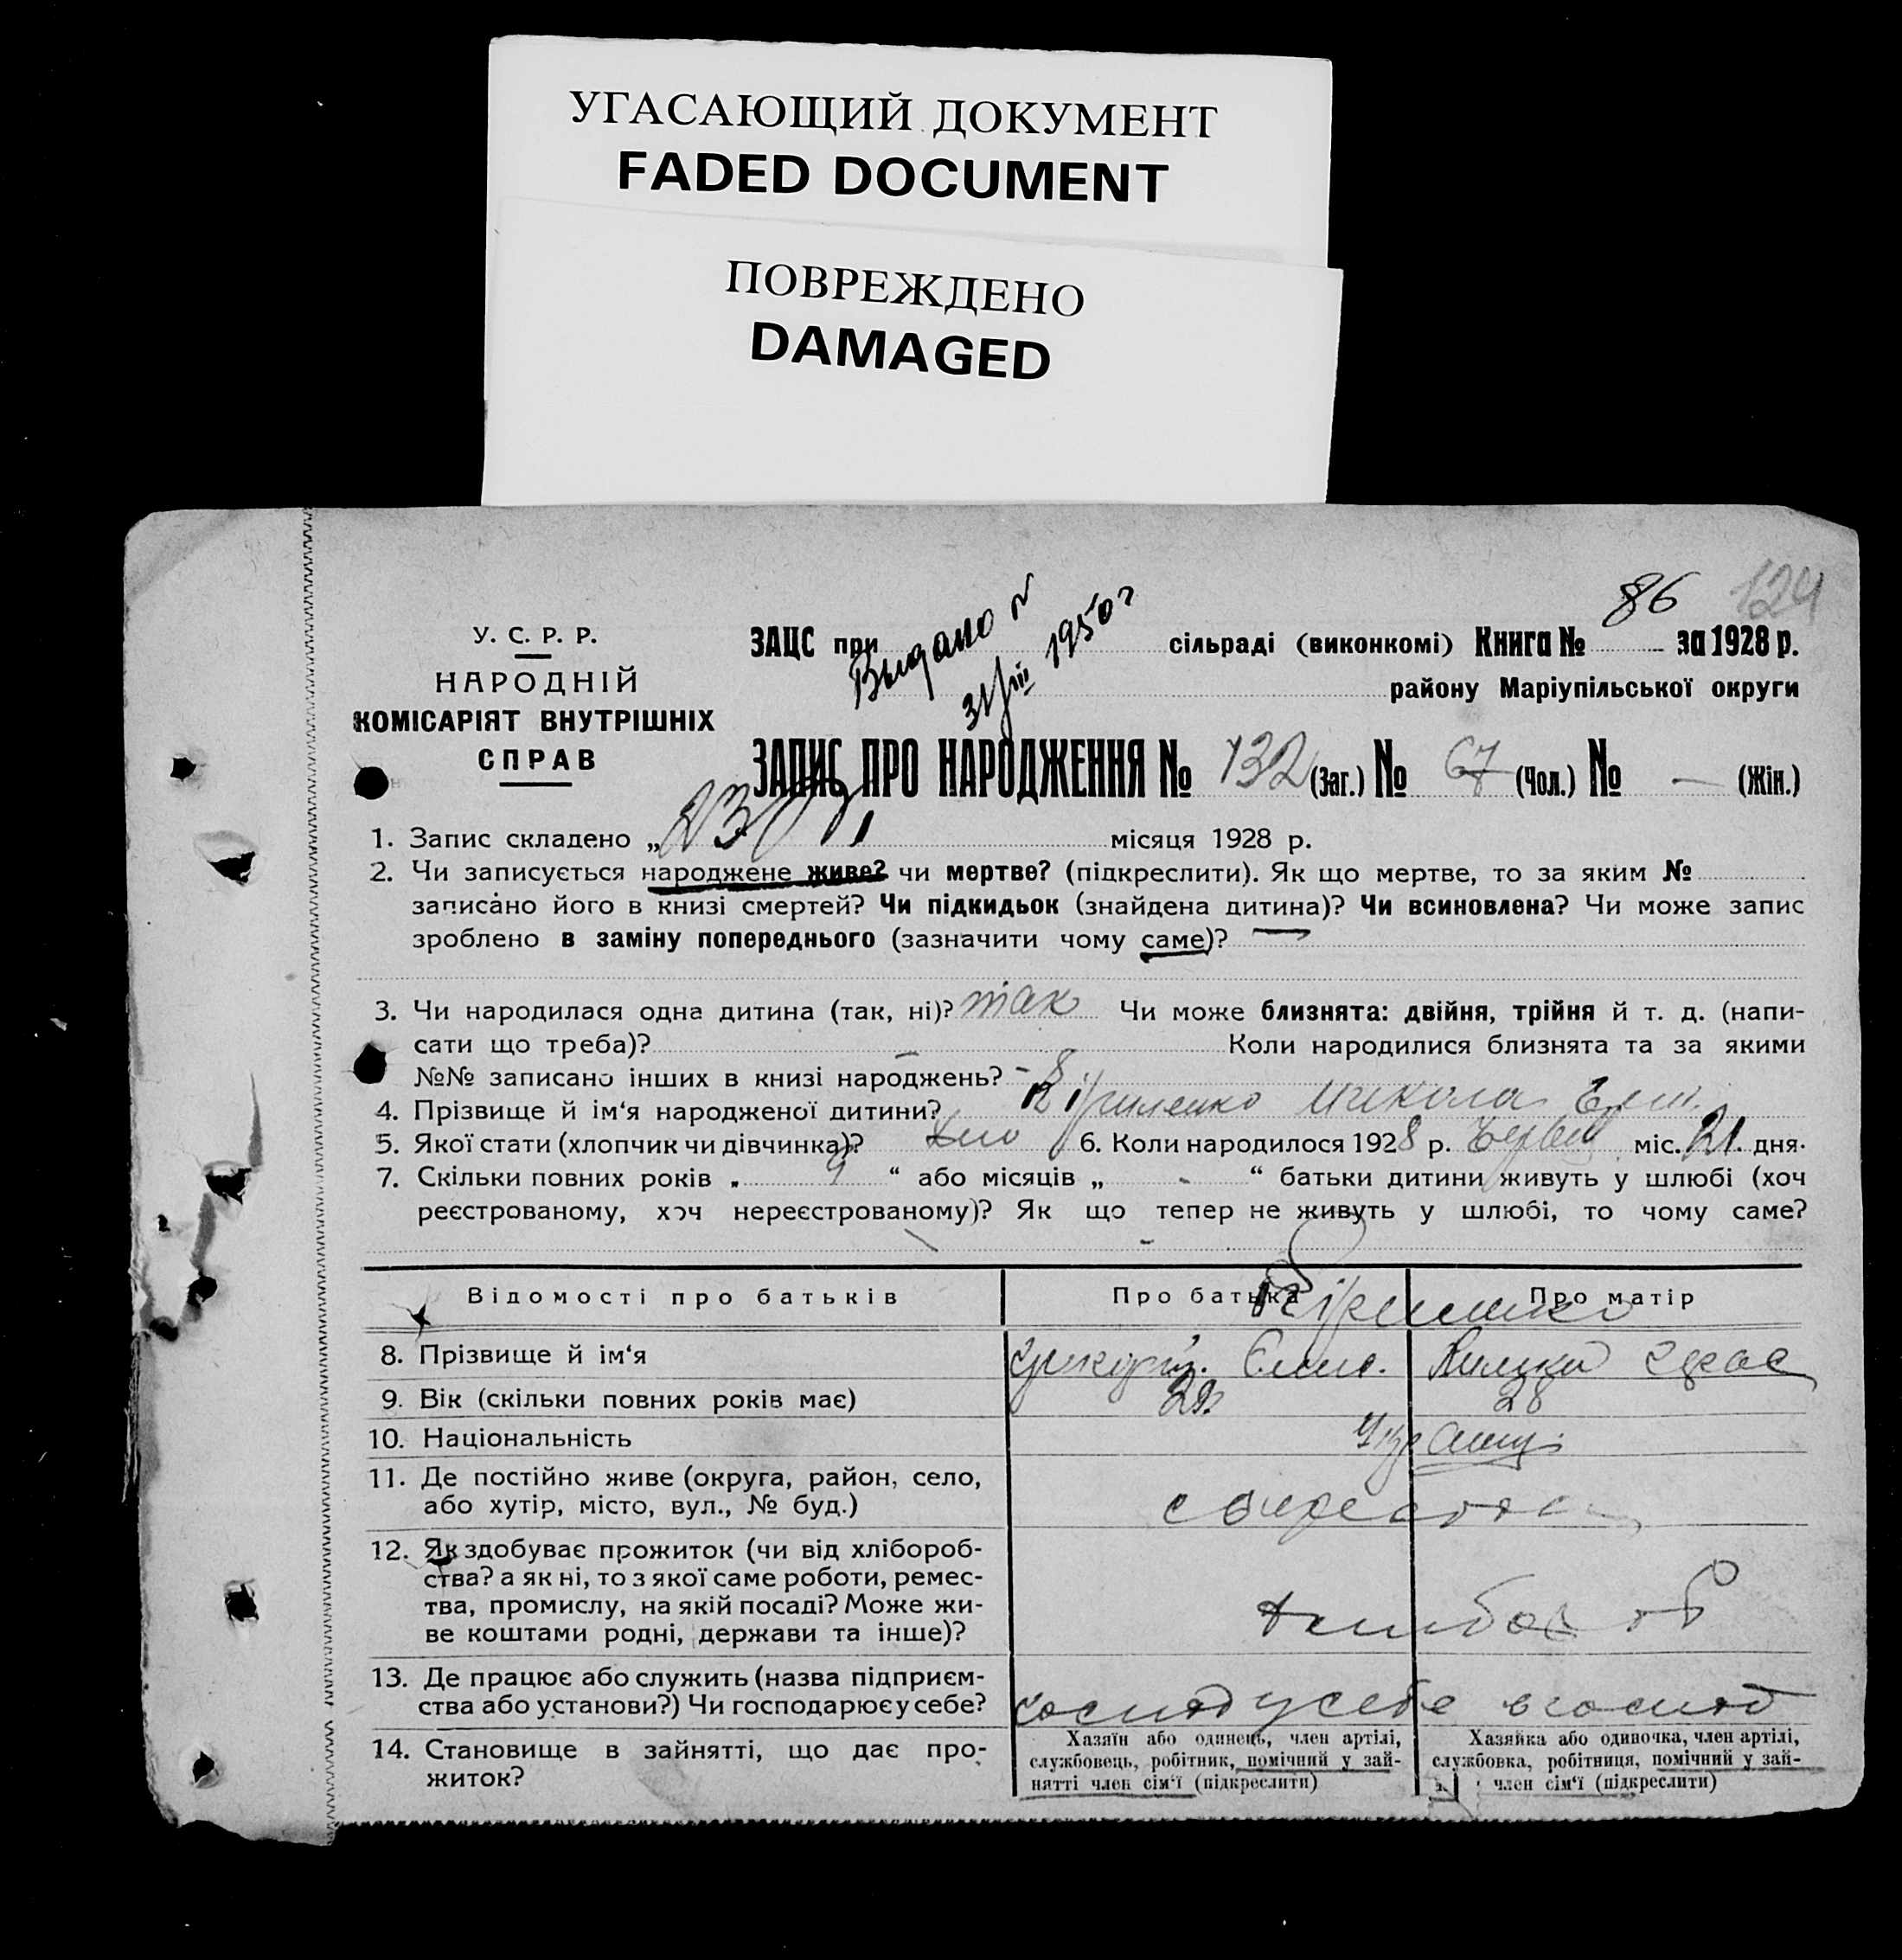 УГАСАЮЩИЙ ДОКУМЕНТ
FADED DOCUMENT
ПОВРЕЖДЕНО
DAMAGED
86 124
У. С. Р. Р.
НАРОДНІЙ
КОМІСАРІЯТ ВНУТРІШНІХ
СПРАВ
ЗАЦС при сільраді (виконкомі) Книга № за 1928 р.
Выдано
1950 г
району Маріупільської округи
ЗАПИС ПРО НАРОДЖЕННЯ № 132 (Заг.) № 67 (Чол.) № — (Жін.)
1. Запис складено „ 23 місяця 1928 р.
2. Чи записується народжене живе? чи мертве? (підкреслити). Як що мертве, то за яким №
записано його в книзі смертей? Чи підкидьок (знайдена дитина)? Чи всиновлена? Чи може запис
зроблено в заміну попереднього (зазначити чому саме)? —
3. Чи народилася одна дитина (так, ні)? так Чи може близнята: двійня, трійня й т. д. (напи-
сати що треба)? – Коли народилися близнята та за якими
№№ записано інших в книзі народжень? -
4. Прізвище й ім‘я народженої дитини? Микола
5. Якої стати (хлопчик чи дівчинка)? 6. Коли народилось 1928 р. міс. 21. дня.
7. Скільки повних років „ 9 “ або місяців „ - “ батьки дитини живуть у шлюбі (хоч
реєстрованому, хоч нереєстрованому)? Як що тепер не живуть у шлюбі, то чому саме?
-
Відомості про батьків Про батька Про матір
8. Прізвище й ім‘я
9. Вік (скільки повних років має) 28
10. Національність
11. Де постійно живе (округа, район, село,
або хутір, місто, вул., № буд.)
12. Як здобуває прожиток (чи від хлібороб-
ства? а як ні, то з якої саме роботи, ремес-
тва, промислу, на якій посаді? Може жи-
ве коштами родні, держави та інше)?
13. Де працює або служить (назва підприєм-
ства або установи?) Чи господарює у себе?
14. Становище в зайнятті, що дає про-
житок?
Хазяїн або одинець, член артілі,
службовець, робітник, помічний у зай-
нятті член сім‘ї (підкреслити)
Хазяйка або одиночка, член артілі,
службовка, робітниця, помічний у зай-
член сім‘ї (підкреслити)